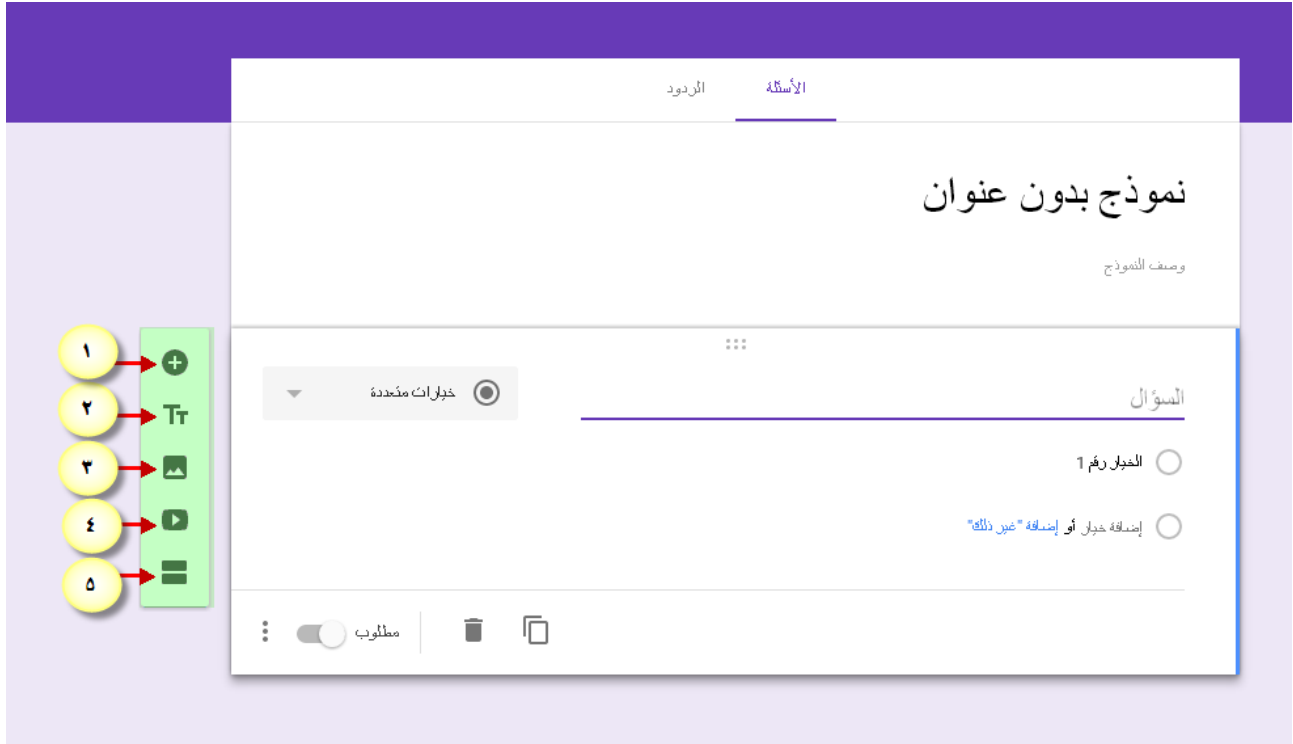 الأسئلة الردود
نموذج بدون عنوان
وصف النموذج
السؤال خيارات متعددة
الخيار رقم 1
إضافة خيار أو إضافة "غير ذلك"
مطلوب
١
Tт
٢
٣
٤
٥